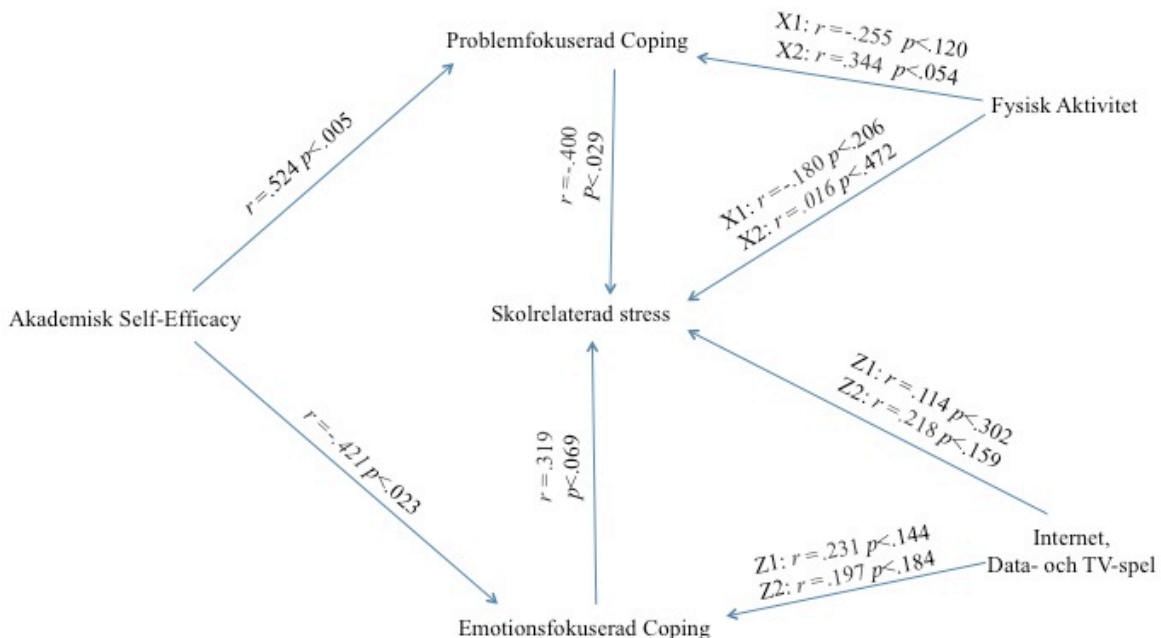 Problemfokuserad Coping
X1: r=-.255 p<.120
X2: r=.344 p<.054
Fysisk Aktivitet
r=.524 p<.005
r=-.400
P<.029
X1: r=-.180 p<.206
X2: r=.016 p<.472
Akademisk Self-Efficacy
Skolrelaterad stress
r=-.421 p<.023
r=.319
p<.069
Z1: r=.114 p<.302
Z2: r=.218 p<.159
Z1: r=.231 p<.144
Z2: r=.197 p<.184
Internet,
Data- och TV-spel
Emotionsfokuserad Coping